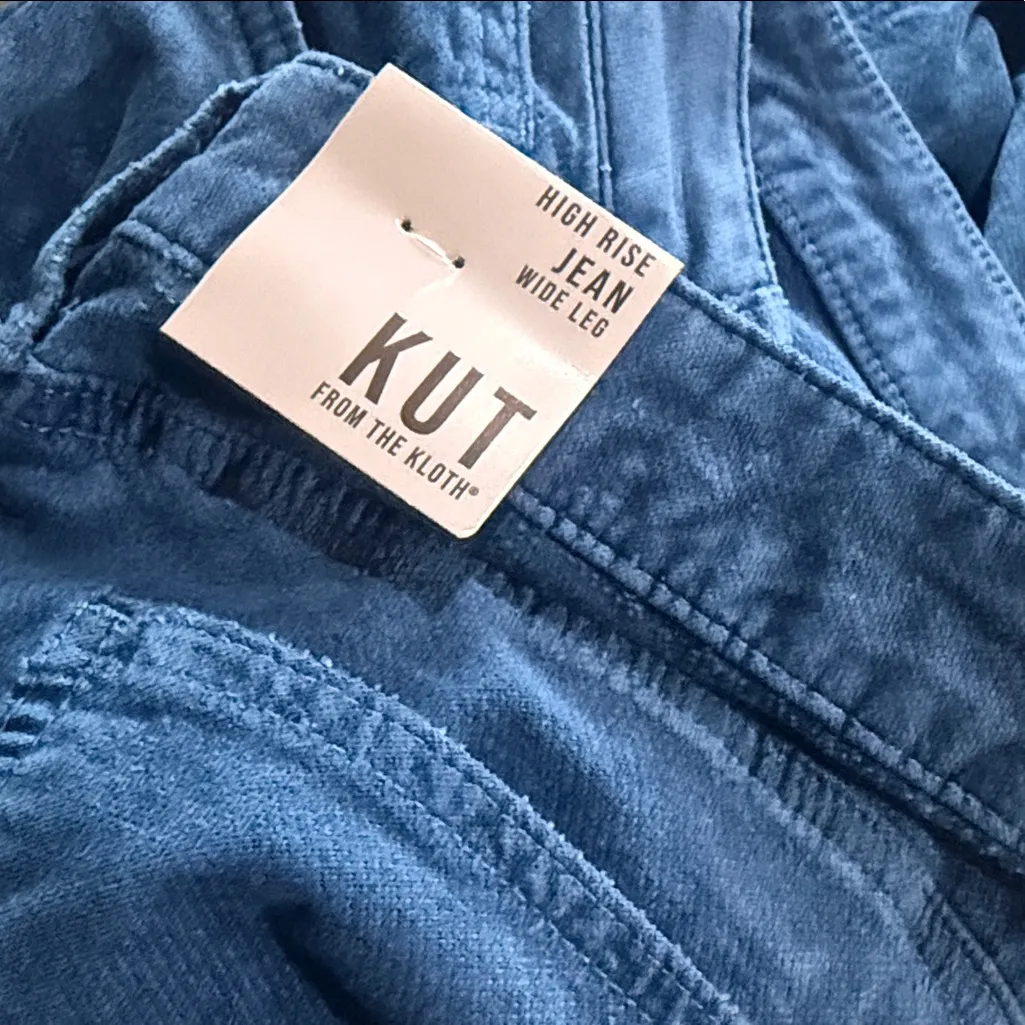 HIGH RISE
JEAN
WIDE LEG
KUT
FROM THE KLOTH®